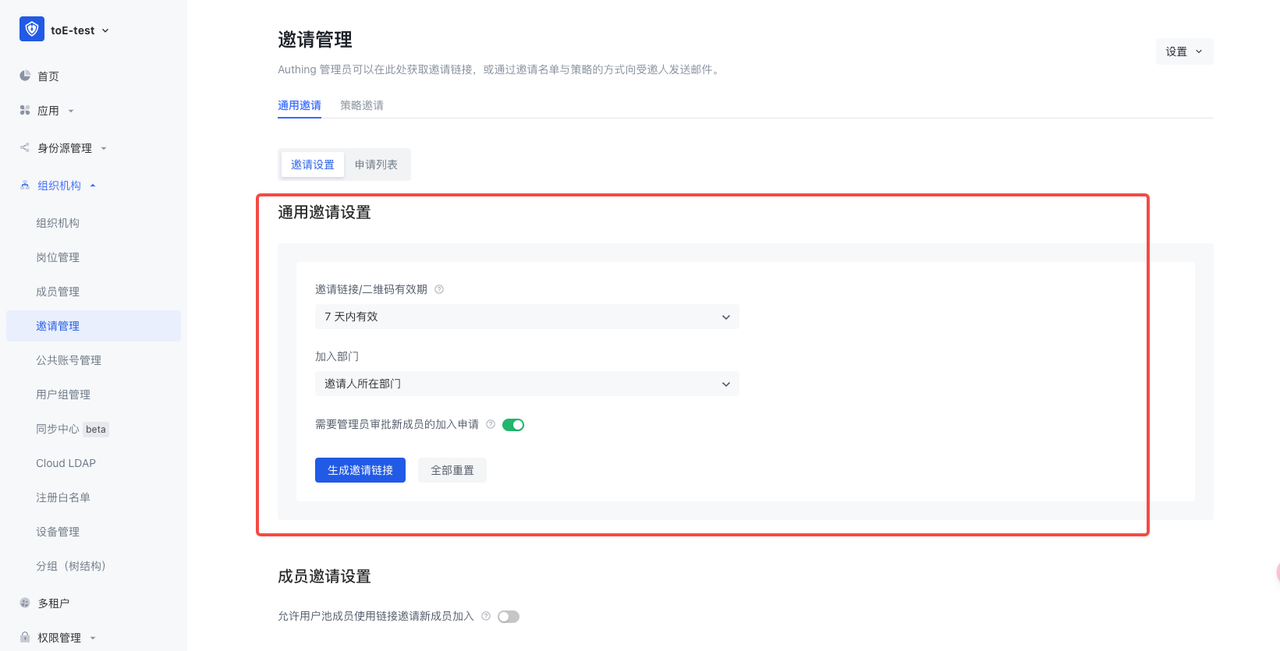 toE-test
首页
应用
身份源管理
组织机构
组织机构
岗位管理
成员管理
邀请管理
公共账号管理
用户组管理
同步中心 beta
Cloud LDAP
注册白名单
设备管理
分组（树结构）
多租户
权限管理
邀请管理
设置
Authing 管理员可以在此处获取邀请链接，或通过邀请名单与策略的方式向受邀人发送邮件。
通用邀请 策略邀请
邀请设置 申请列表
通用邀请设置
邀请链接/二维码有效期
7 天内有效
加入部门
邀请人所在部门
需要管理员审批新成员的加入申请
生成邀请链接 全部重置
成员邀请设置
允许用户池成员使用链接邀请新成员加入